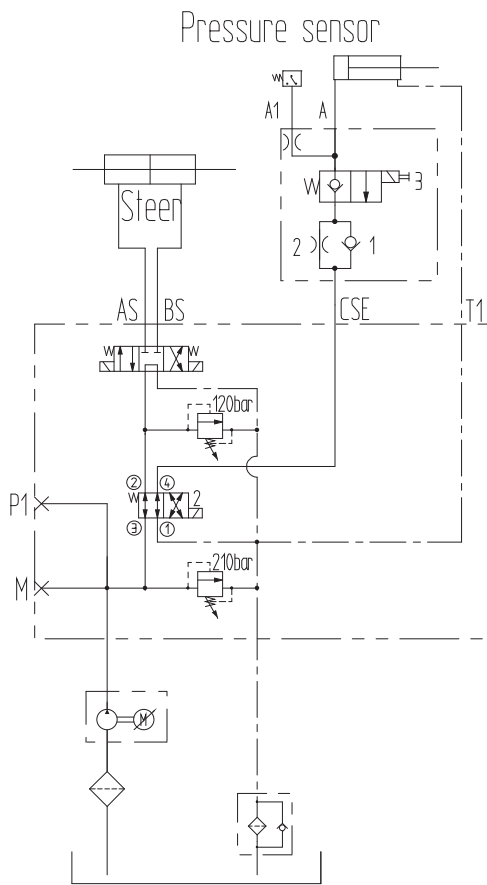 Pressure sensor
A1 A
3
Steer
2 1
AS BS CSE T1
120bar
② ④
P1 2
③ ①
M 210bar
M